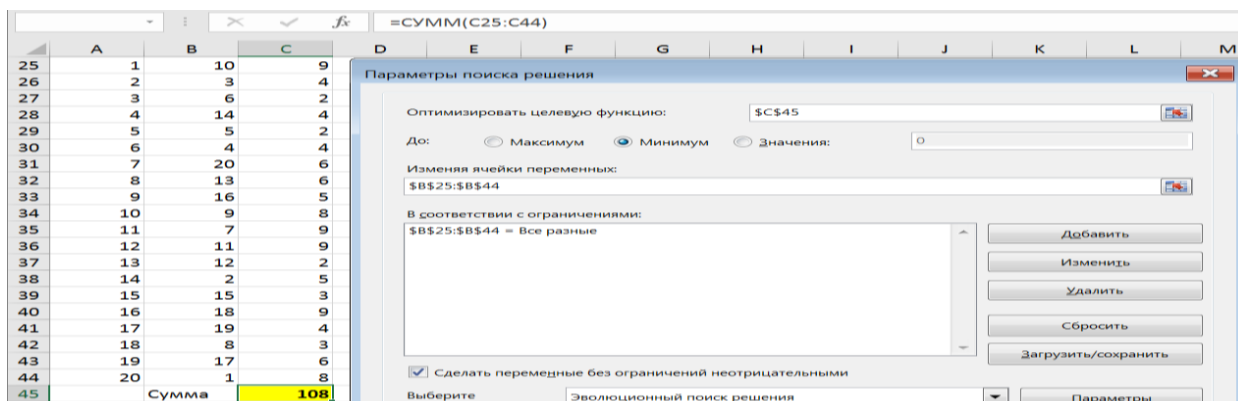 fx =СУММ(C25:C44)
A B C D E F G H I J K L M
25 1 10 9
26 2 3 4
27 3 6 2
28 4 14 4
29 5 5 2
30 6 4 4
31 7 20 6
32 8 13 6
33 9 16 5
34 10 9 8
35 11 7 9
36 12 11 9
37 13 12 2
38 14 2 5
39 15 15 3
40 16 18 9
41 17 19 4
42 18 8 3
43 19 17 6
44 20 1 8
45 Сумма 108
Параметры поиска решения
Оптимизировать целевую функцию: $C$45
До: Максимум Минимум Значения: 0
Изменяя ячейки переменных:
$B$25:$B$44
В соответствии с ограничениями:
$B$25:$B$44 = Все разные
Добавить
Изменить
Удалить
Сбросить
Загрузить/сохранить
Сделать переменные без ограничений неотрицательными
Выберите Эволюционный поиск решения Параметры